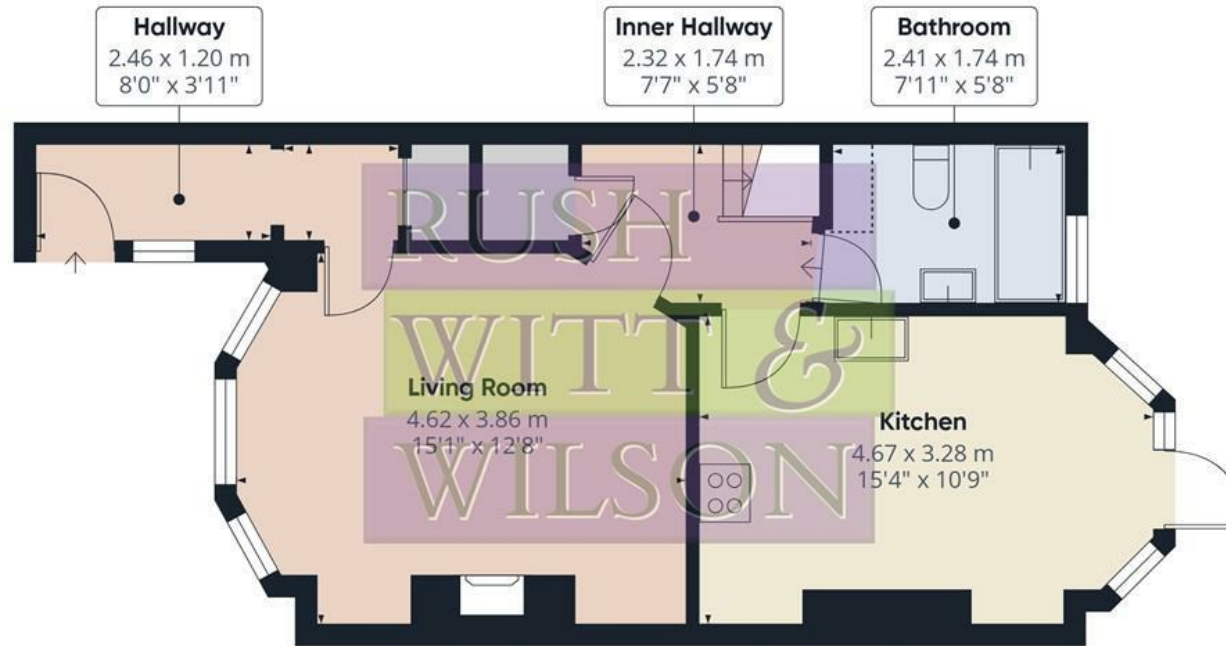 Hallway
2.46 x 1.20 m
8'0" x 3'11"
Inner Hallway
2.32 x 1.74 m
7'7" x 5'8"
Bathroom
2.41 x 1.74 m
7'11" x 5'8"
RUSH
WITT &
WILSON
Living Room
4.62 x 3.86 m
15'1" x 12'8"
Kitchen
4.67 x 3.28 m
15'4" x 10'9"